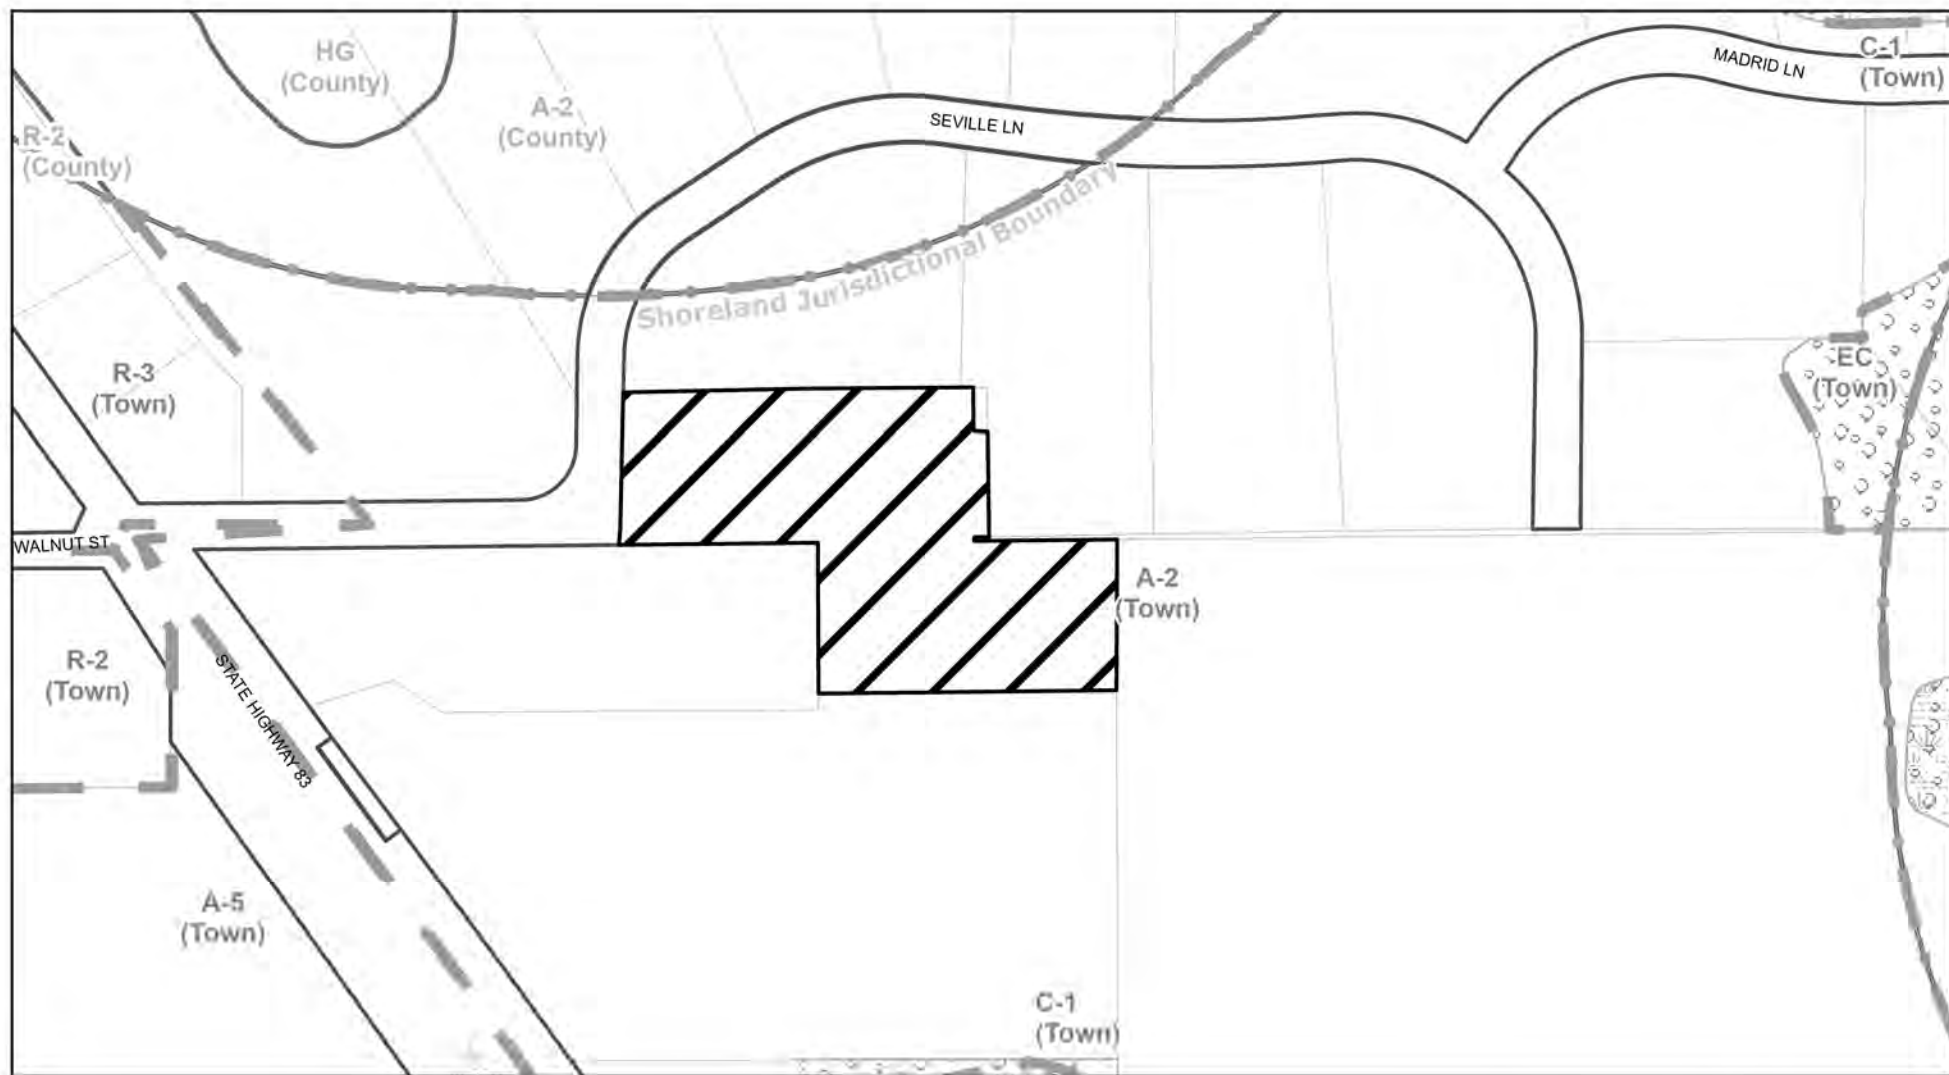 HG
(County)
A-2
(County)
R-2
(County)
SEVILLE LN
MADRID LN
C-1
(Town)
Shoreland Jurisdictional Boundary
R-3
(Town)
EC
(Town)
WALNUT ST
A-2
(Town)
R-2
(Town)
STATE HIGHWAY 83
A-5
(Town)
C-1
(Town)